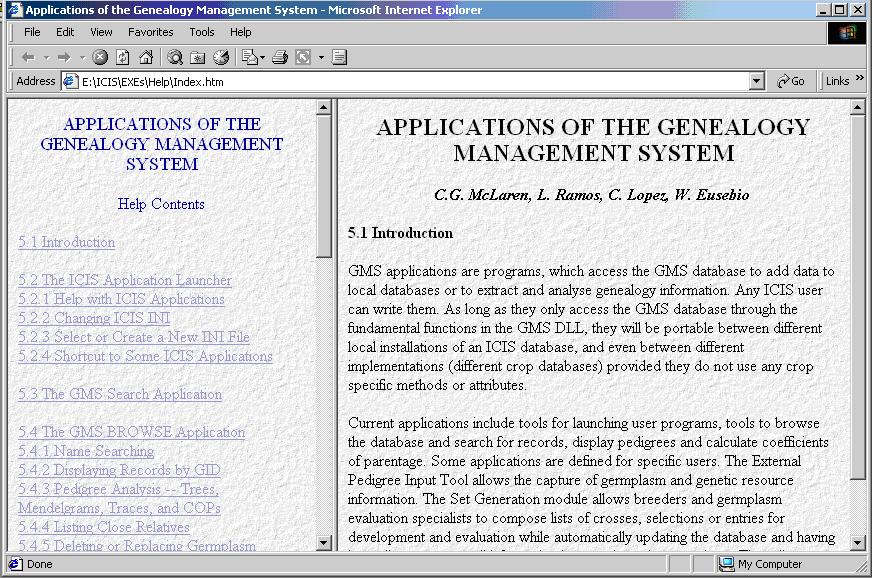 Applications of the Genealogy Management System - Microsoft Internet Explorer
File Edit View Favorites Tools Help
Address E:\ICIS\EXEs\Help\Index.htm Go Links »
APPLICATIONS OF THE
GENEALOGY MANAGEMENT
SYSTEM
Help Contents
5.1 Introduction
5.2 The ICIS Application Launcher
5.2.1 Help with ICIS Applications
5.2.2 Changing ICIS INI
5.2.3 Select or Create a New INI File
5.2.4 Shortcut to Some ICIS Applications
5.3 The GMS Search Application
5.4 The GMS BROWSE Application
5.4.1 Name Searching
5.4.2 Displaying Records by GID
5.4.3 Pedigree Analysis -- Trees,
Mendelgrams, Traces, and COPs
5.4.4 Listing Close Relatives
5.4.5 Deleting or Replacing Germplasm
APPLICATIONS OF THE GENEALOGY
MANAGEMENT SYSTEM
C.G. McLaren, L. Ramos, C. Lopez, W. Eusebio
5.1 Introduction
GMS applications are programs, which access the GMS database to add data to
local databases or to extract and analyse genealogy information. Any ICIS user
can write them. As long as they only access the GMS database through the
fundamental functions in the GMS DLL, they will be portable between different
local installations of an ICIS database, and even between different
implementations (different crop databases) provided they do not use any crop
specific methods or attributes.
Current applications include tools for launching user programs, tools to browse
the database and search for records, display pedigrees and calculate coefficients
of parentage. Some applications are defined for specific users. The External
Pedigree Input Tool allows the capture of germplasm and genetic resource
information. The Set Generation module allows breeders and germplasm
evaluation specialists to compose lists of crosses, selections or entries for
development and evaluation while automatically updating the database and having
Done
My Computer